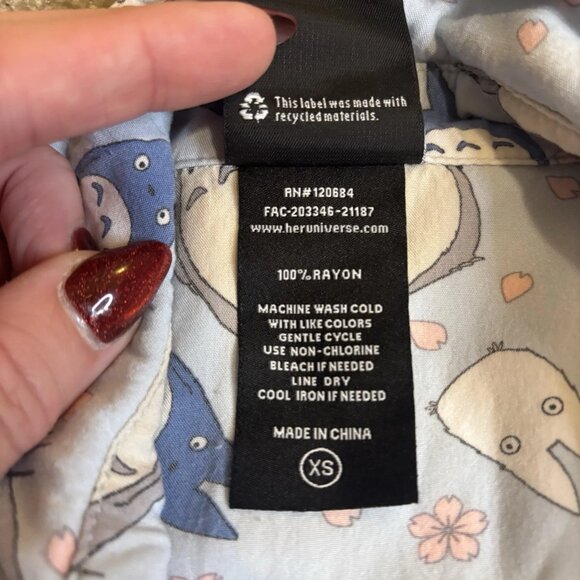 This label was made with
recycled materials.
RN#120684
FAC-203346-21187
www.heruniverse.com
100% RAYON
MACHINE WASH COLD
WITH LIKE COLORS
GENTLE CYCLE
USE NON-CHLORINE
BLEACH IF NEEDED
LINE DRY
COOL IRON IF NEEDED
MADE IN CHINA
XS